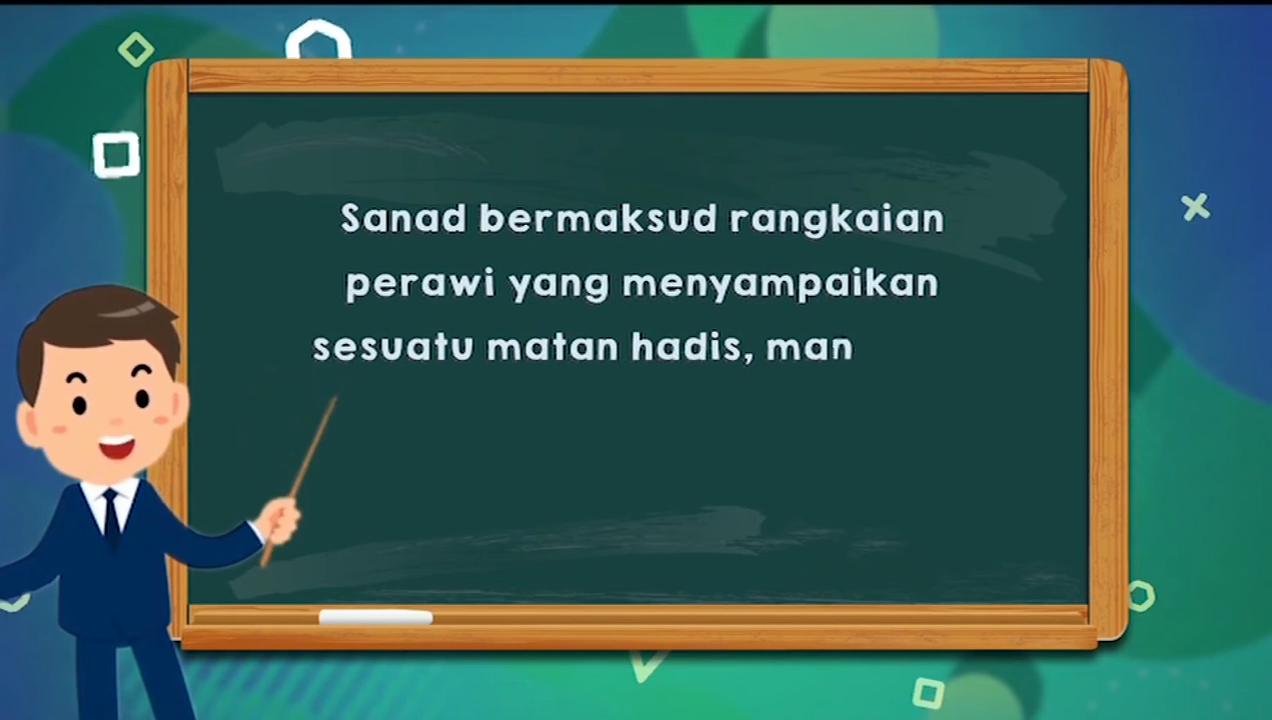 Sanad bermaksud rangkaian
perawi yang menyampaikan
sesuatu matan hadis, man